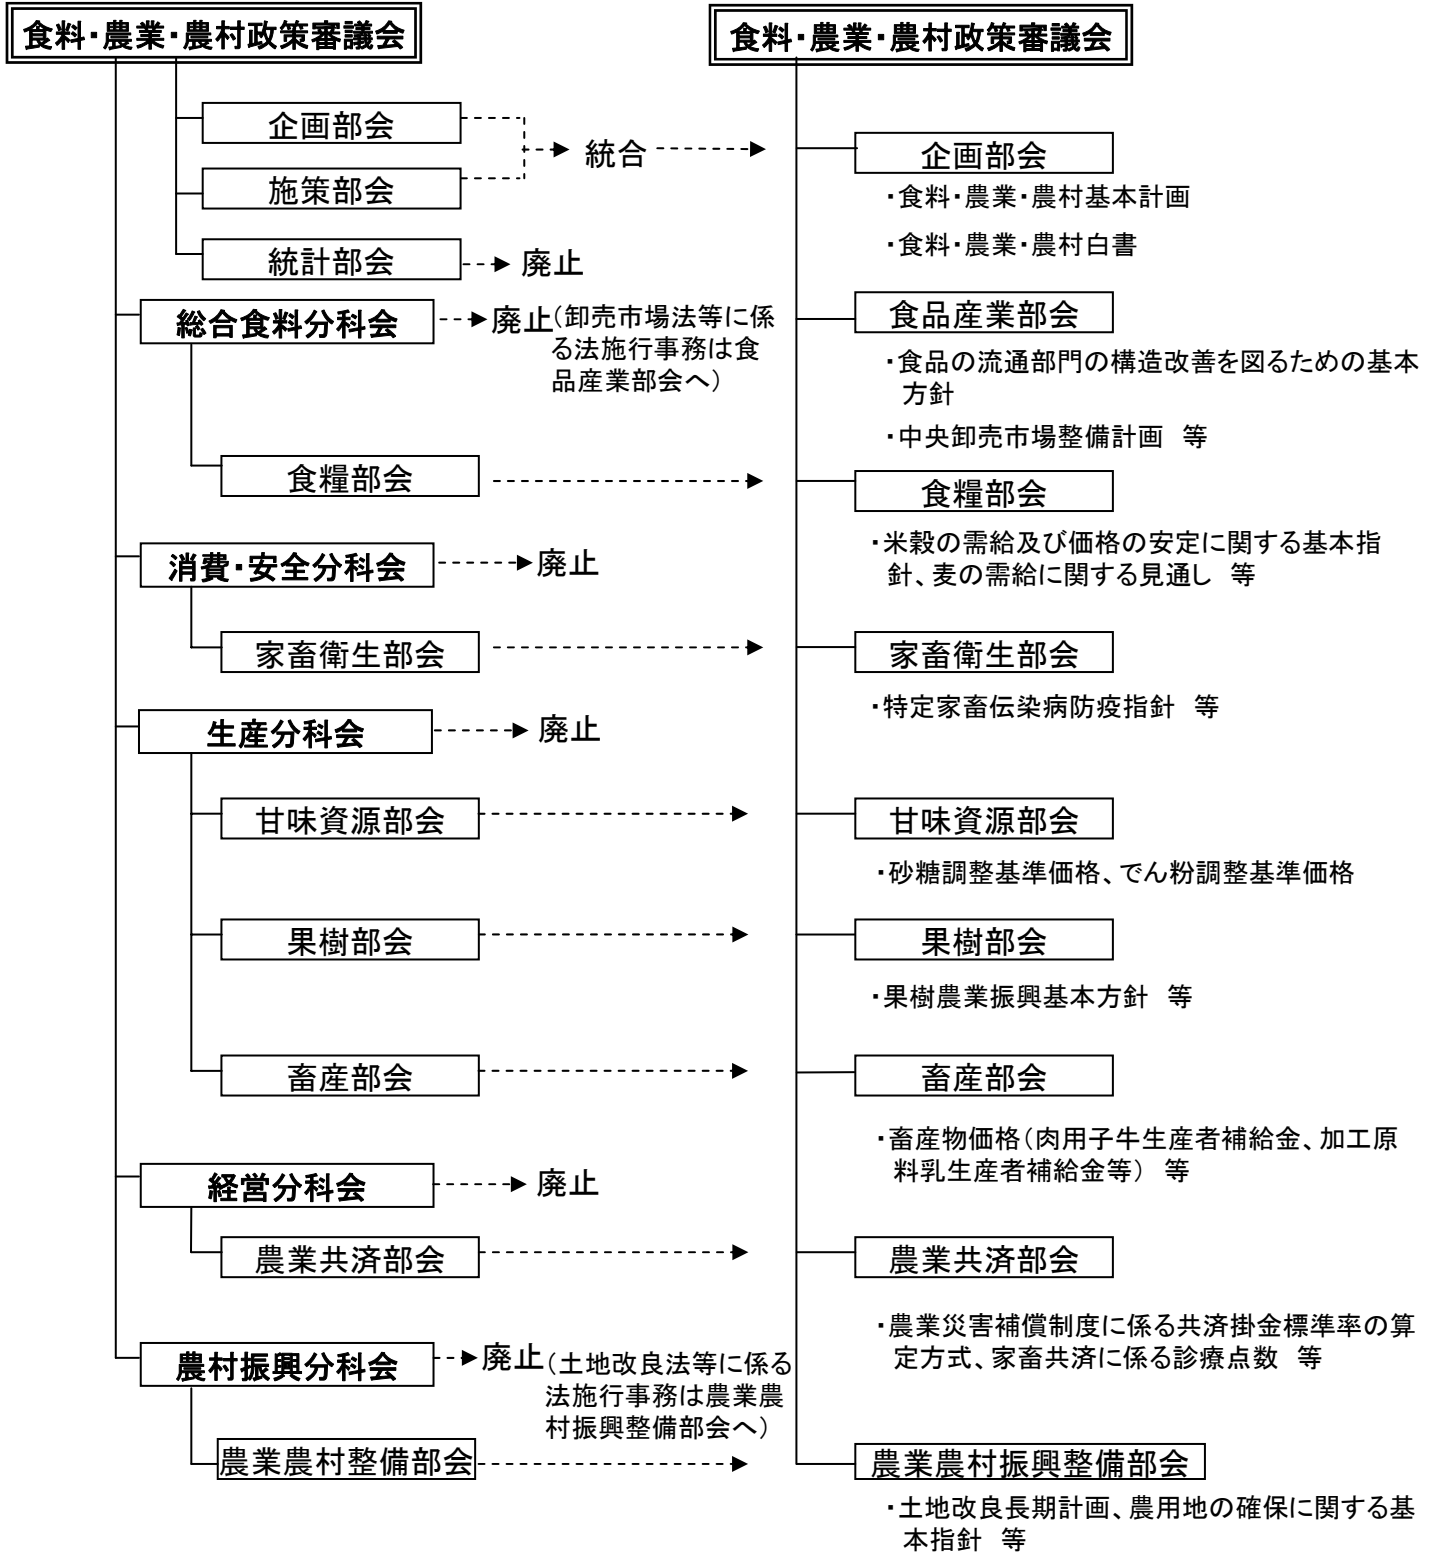 食料・農業・農村政策審議会
企画部会
統合
施策部会
統計部会
廃止
総合食料分科会
廃止(卸売市場法等に係
る法施行事務は食
品産業部会へ)
食糧部会
消費・安全分科会
廃止
家畜衛生部会
生産分科会
廃止
甘味資源部会
果樹部会
畜産部会
経営分科会
廃止
農業共済部会
農村振興分科会
廃止(土地改良法等に係る
法施行事務は農業農
村振興整備部会へ)
農業農村整備部会
食料・農業・農村政策審議会
企画部会
・食料・農業・農村基本計画
・食料・農業・農村白書
食品産業部会
・食品の流通部門の構造改善を図るための基本
方針
・中央卸売市場整備計画　等
食糧部会
・米穀の需給及び価格の安定に関する基本指
針、麦の需給に関する見通し　等
家畜衛生部会
・特定家畜伝染病防疫指針　等
甘味資源部会
・砂糖調整基準価格、でん粉調整基準価格
果樹部会
・果樹農業振興基本方針　等
畜産部会
・畜産物価格(肉用子牛生産者補給金、加工原
料乳生産者補給金等)　等
農業共済部会
・農業災害補償制度に係る共済掛金標準率の算
定方式、家畜共済に係る診療点数　等
農業農村振興整備部会
・土地改良長期計画、農用地の確保に関する基
本指針　等